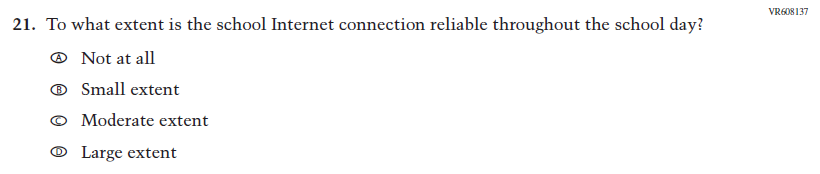 VR608137
21. To what extent is the school Internet connection reliable throughout the school day?
Ⓐ Not at all
Ⓑ Small extent
Ⓒ Moderate extent
Ⓓ Large extent